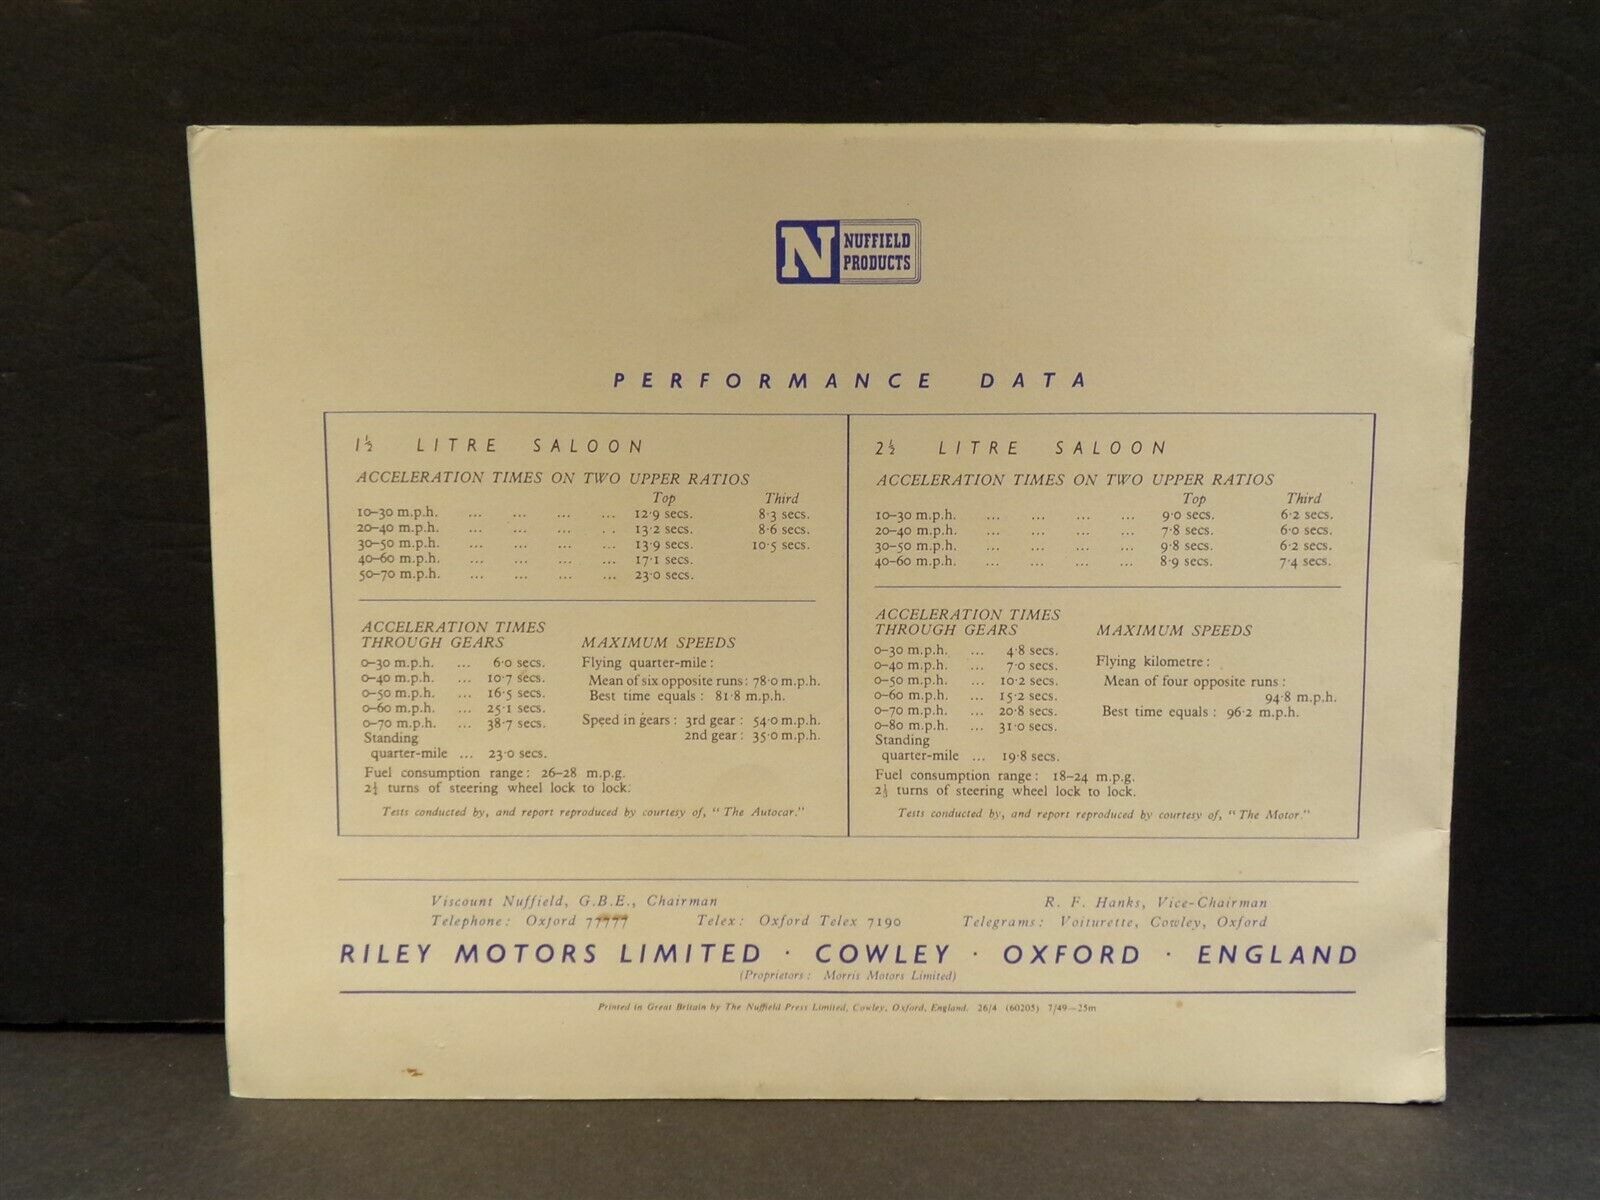 N NUFFIELD
PRODUCTS
PERFORMANCE DATA
1½ LITRE SALOON
ACCELERATION TIMES ON TWO UPPER RATIOS
Top Third
10–30 m.p.h. ... ... ... ... 12·9 secs. 8·3 secs.
20–40 m.p.h. ... ... ... . . 13·2 secs. 8·6 secs.
30–50 m.p.h. ... ... ... ... 13·9 secs. 10·5 secs.
40–60 m.p.h. ... ... ... ... 17·1 secs.
50–70 m.p.h. ... ... ... ... 23·0 secs.
ACCELERATION TIMES
THROUGH GEARS
0–30 m.p.h. ... 6·0 secs.
0–40 m.p.h. ... 10·7 secs.
0–50 m.p.h. ... 16·5 secs.
0–60 m.p.h. ... 25·1 secs.
0–70 m.p.h. ... 38·7 secs.
Standing
quarter-mile ... 23·0 secs.
MAXIMUM SPEEDS
Flying quarter-mile :
Mean of six opposite runs : 78·0 m.p.h.
Best time equals : 81·8 m.p.h.
Speed in gears : 3rd gear : 54·0 m.p.h.
2nd gear : 35·0 m.p.h.
Fuel consumption range : 26–28 m.p.g.
turns of steering wheel lock to lock.
Tests conducted by, and report reproduced by courtesy of, "The Autocar."
2½ LITRE SALOON
ACCELERATION TIMES ON TWO UPPER RATIOS
Top Third
10–30 m.p.h. ... ... ... ... 9·0 secs. 6·2 secs.
20–40 m.p.h. ... ... ... ... 7·8 secs. 6·0 secs.
30–50 m.p.h. ... ... ... ... 9·8 secs. 6·2 secs.
40–60 m.p.h. ... ... ... ... 8·9 secs. 7·4 secs.
ACCELERATION TIMES
THROUGH GEARS
0–30 m.p.h. ... 4·8 secs.
0–40 m.p.h. ... 7·0 secs.
0–50 m.p.h. ... 10·2 secs.
0–60 m.p.h. ... 15·2 secs.
0–70 m.p.h. ... 20·8 secs.
0–80 m.p.h. ... 31·0 secs.
Standing
quarter-mile ... 19·8 secs.
MAXIMUM SPEEDS
Flying kilometre :
Mean of four opposite runs :
94·8 m.p.h.
Best time equals : 96·2 m.p.h.
Fuel consumption range : 18–24 m.p.g.
turns of steering wheel lock to lock.
Tests conducted by, and report reproduced by courtesy of, "The Motor."
Viscount Nuffield, G.B.E., Chairman R. F. Hanks, Vice-Chairman
Telephone: Oxford 77777 Telex: Oxford Telex 7190 Telegrams: Voiturette, Cowley, Oxford
RILEY MOTORS LIMITED · COWLEY · OXFORD · ENGLAND
(Proprietors : Morris Motors Limited)
Printed in Great Britain by The Nuffield Press Limited, Cowley, Oxford, England. 26/4 (60205) 7/49—25m